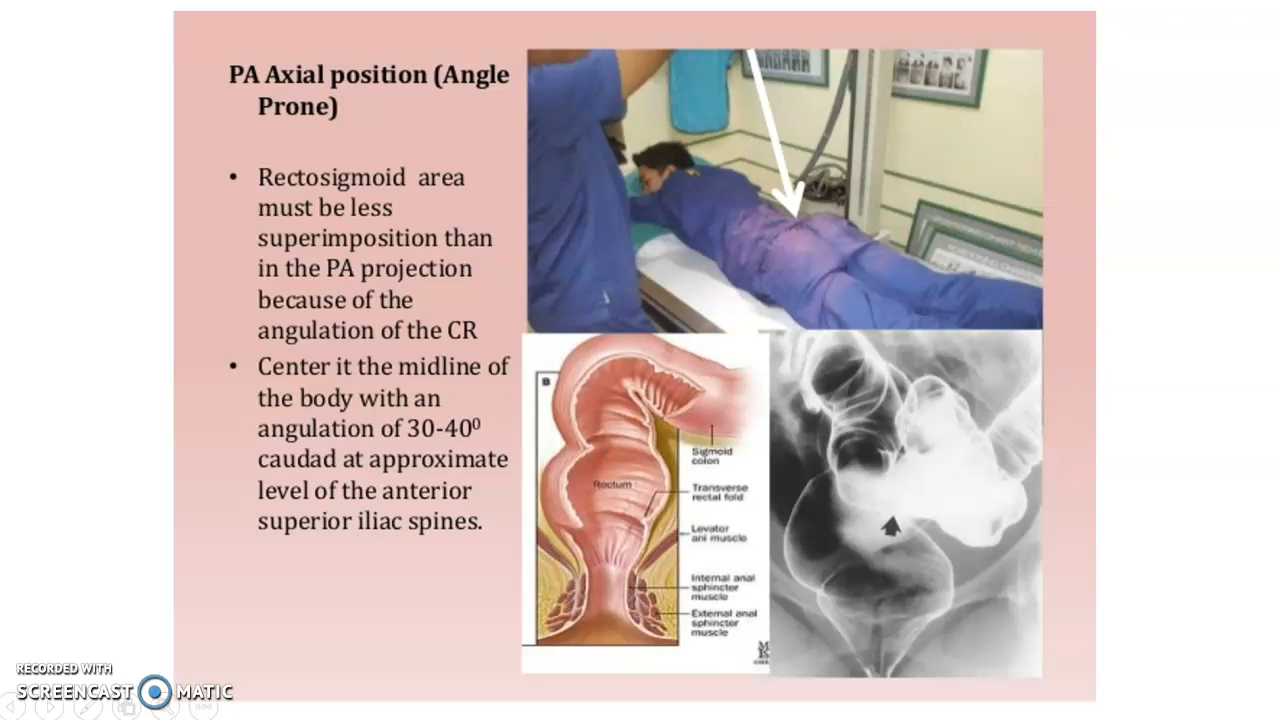 PA Axial position (Angle
Prone)
• Rectosigmoid area
must be less
superimposition than
in the PA projection
because of the
angulation of the CR
• Center it the midline of
the body with an
angulation of 30-40⁰
caudad at approximate
level of the anterior
superior iliac spines.
B
Sigmoid
colon
Rectum
Transverse
rectal fold
Levator
ani muscle
Internal anal
sphincter
muscle
External anal
sphincter
muscle
RECORDED WITH
SCREENCAST MATIC